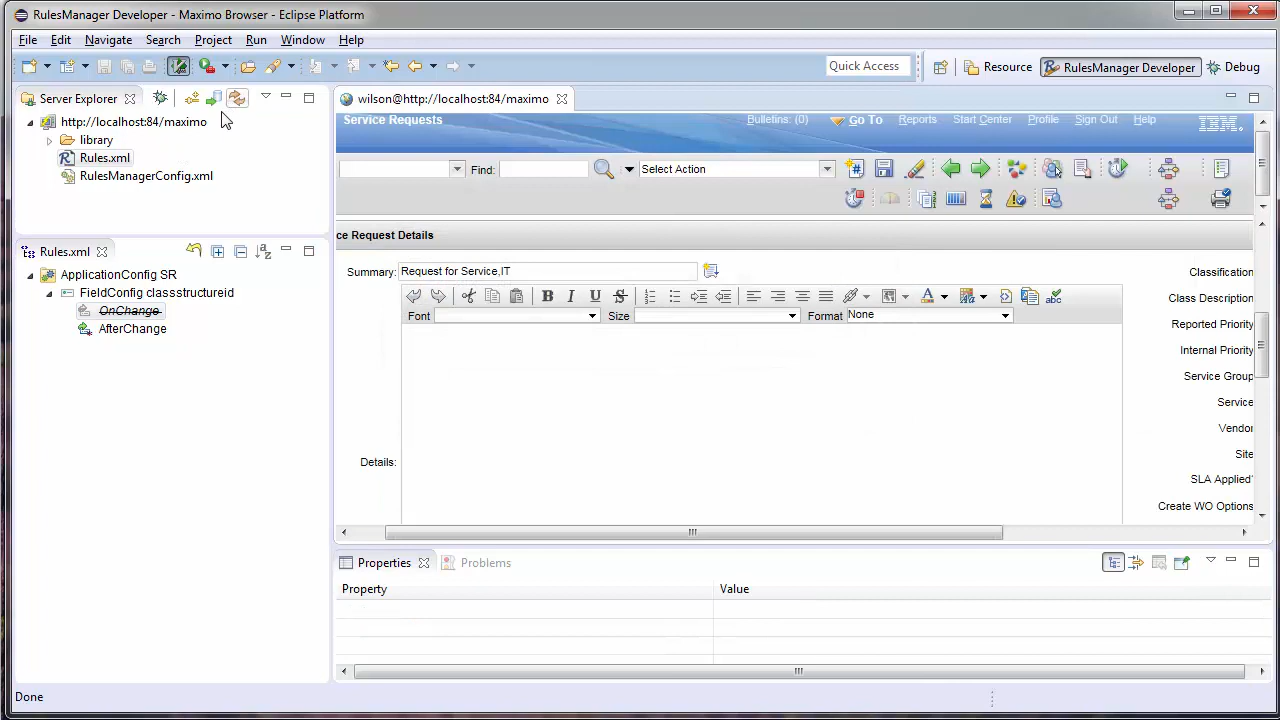 RulesManager Developer - Maximo Browser - Eclipse Platform
File Edit Navigate Search Project Run Window Help
Quick Access Resource RulesManager Developer Debug
Server Explorer
http://localhost:84/maximo
library
Rules.xml
RulesManagerConfig.xml
Rules.xml
ApplicationConfig SR
FieldConfig classstructureid
OnChange
AfterChange
wilson@http://localhost:84/maximo
Service Requests Bulletins: (0) Go To Reports Start Center Profile Sign Out Help IBM
Find: Select Action
ce Request Details
Summary: Request for Service,IT
Font Size Format None
Details:
Classification
Class Description
Reported Priority
Internal Priority
Service Group
Service
Vendor
Site
SLA Applied?
Create WO Options
Properties Problems
Property Value
Done